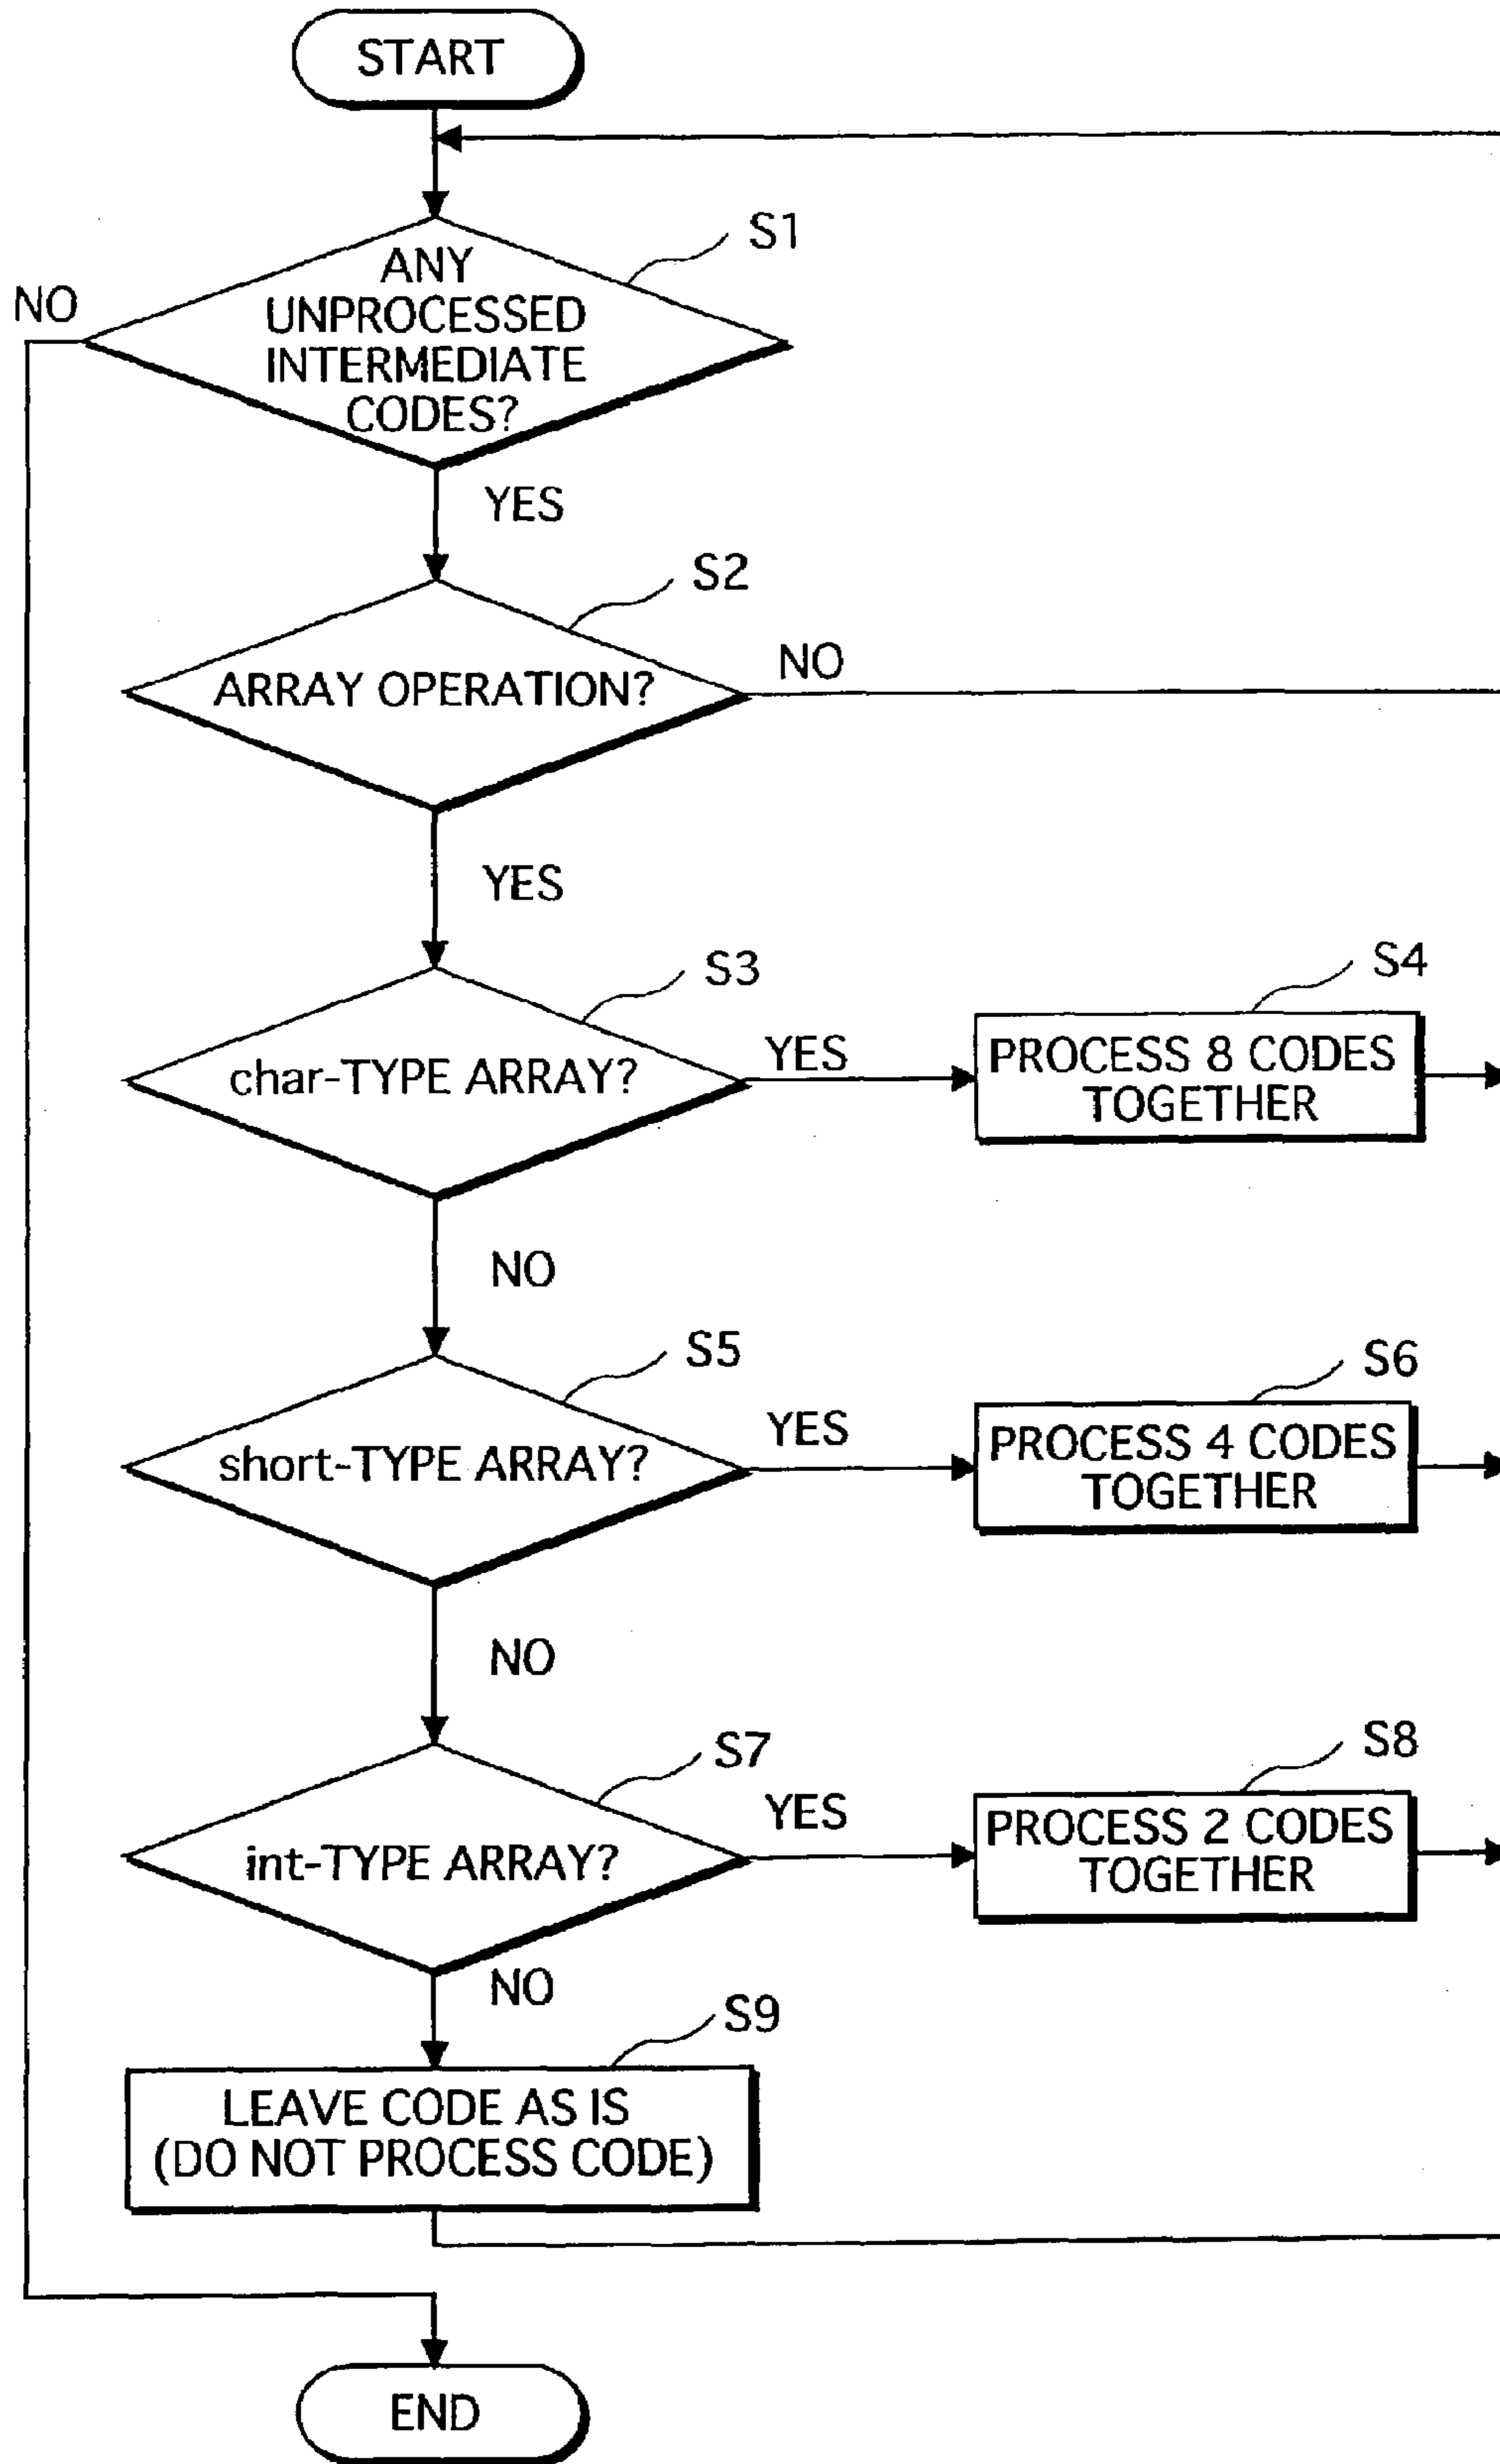 START
S1
ANY
UNPROCESSED
INTERMEDIATE
CODES?
NO
YES
S2
ARRAY OPERATION?
NO
YES
S3
char-TYPE ARRAY?
YES
S4
PROCESS 8 CODES
TOGETHER
NO
S5
short-TYPE ARRAY?
YES
S6
PROCESS 4 CODES
TOGETHER
NO
S7
int-TYPE ARRAY?
YES
S8
PROCESS 2 CODES
TOGETHER
NO
S9
LEAVE CODE AS IS
(DO NOT PROCESS CODE)
END